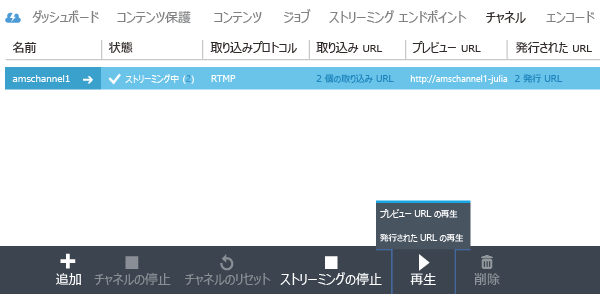 ダッシュボード コンテンツ保護 コンテンツ ジョブ ストリーミング エンドポイント チャネル エンコード
名前 状態 取り込みプロトコル 取り込み URL プレビュー URL 発行された URL
amschannel1 ストリーミング中 (2) RTMP 2 個の取り込み URL http://amschannel1-julia 2 発行 URL
プレビュー URL の再生
発行された URL の再生
追加 チャネルの停止 チャネルのリセット ストリーミングの停止 再生 削除